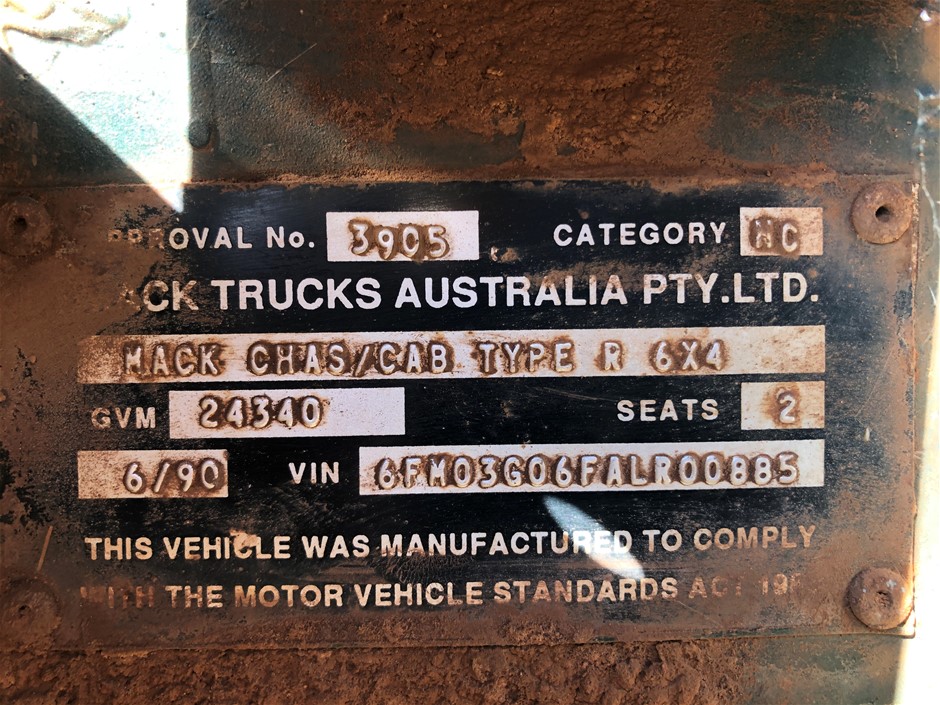 APPROVAL No. 3905 CATEGORY NC
MACK TRUCKS AUSTRALIA PTY.LTD.
MACK CHAS/CAB TYPE R 6X4
GVM 24340 SEATS 2
6/90 VIN 6FM03G06FALR00885
THIS VEHICLE WAS MANUFACTURED TO COMPLY
WITH THE MOTOR VEHICLE STANDARDS ACT